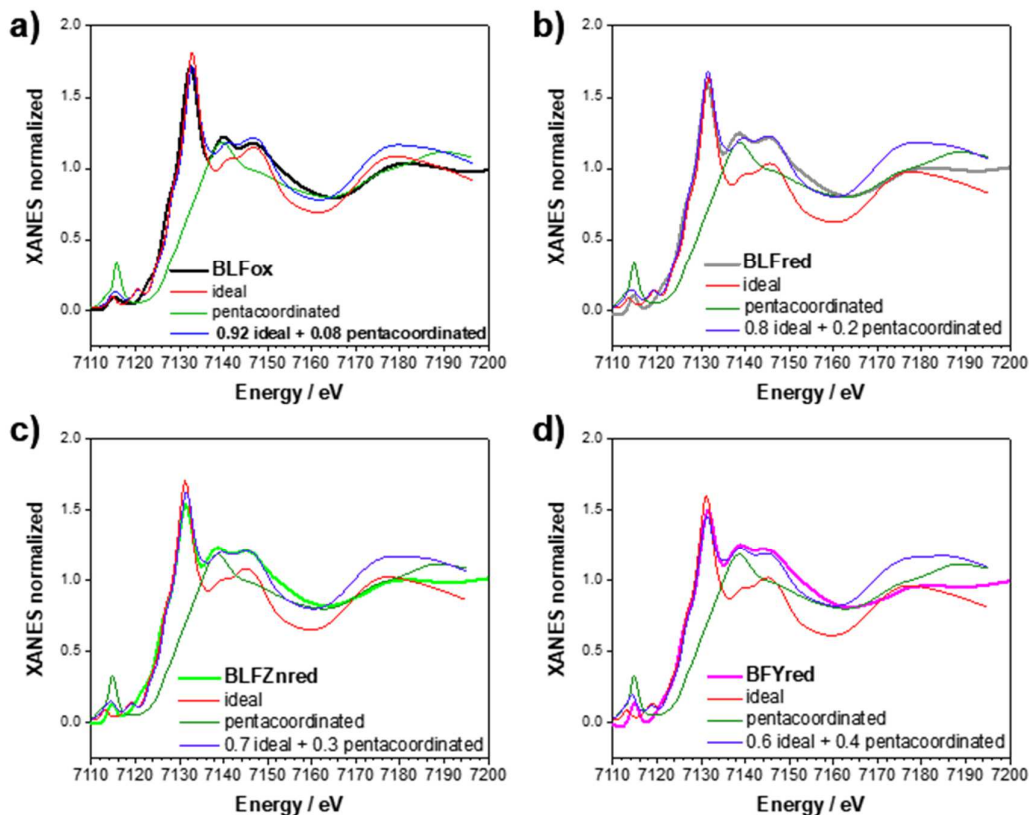 a)
XANES normalized
2.0
1.5
1.0
0.5
0.0
BLFox
ideal
pentacoordinated
0.92 ideal + 0.08 pentacoordinated
7110 7120 7130 7140 7150 7160 7170 7180 7190 7200
Energy / eV
b)
XANES normalized
2.0
1.5
1.0
0.5
0.0
BLFred
ideal
pentacoordinated
0.8 ideal + 0.2 pentacoordinated
7110 7120 7130 7140 7150 7160 7170 7180 7190 7200
Energy / eV
c)
XANES normalized
2.0
1.5
1.0
0.5
0.0
BLFZnred
ideal
pentacoordinated
0.7 ideal + 0.3 pentacoordinated
7110 7120 7130 7140 7150 7160 7170 7180 7190 7200
Energy / eV
d)
XANES normalized
2.0
1.5
1.0
0.5
0.0
BFYred
ideal
pentacoordinated
0.6 ideal + 0.4 pentacoordinated
7110 7120 7130 7140 7150 7160 7170 7180 7190 7200
Energy / eV